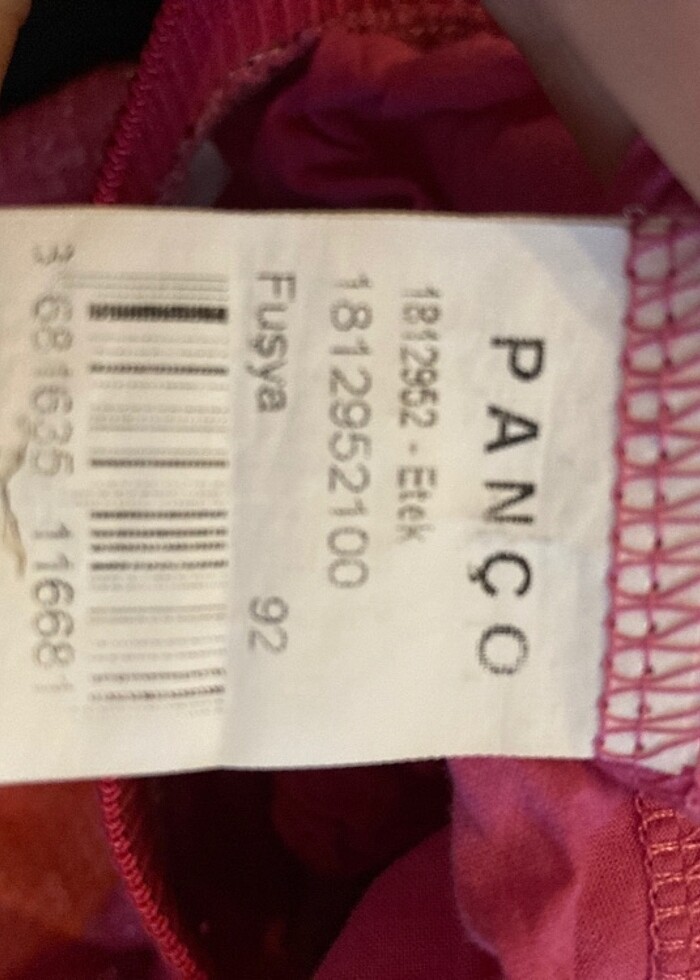 PANÇO
1812952 - Etek
1812952100
Fuşya 92
3 681635 116681